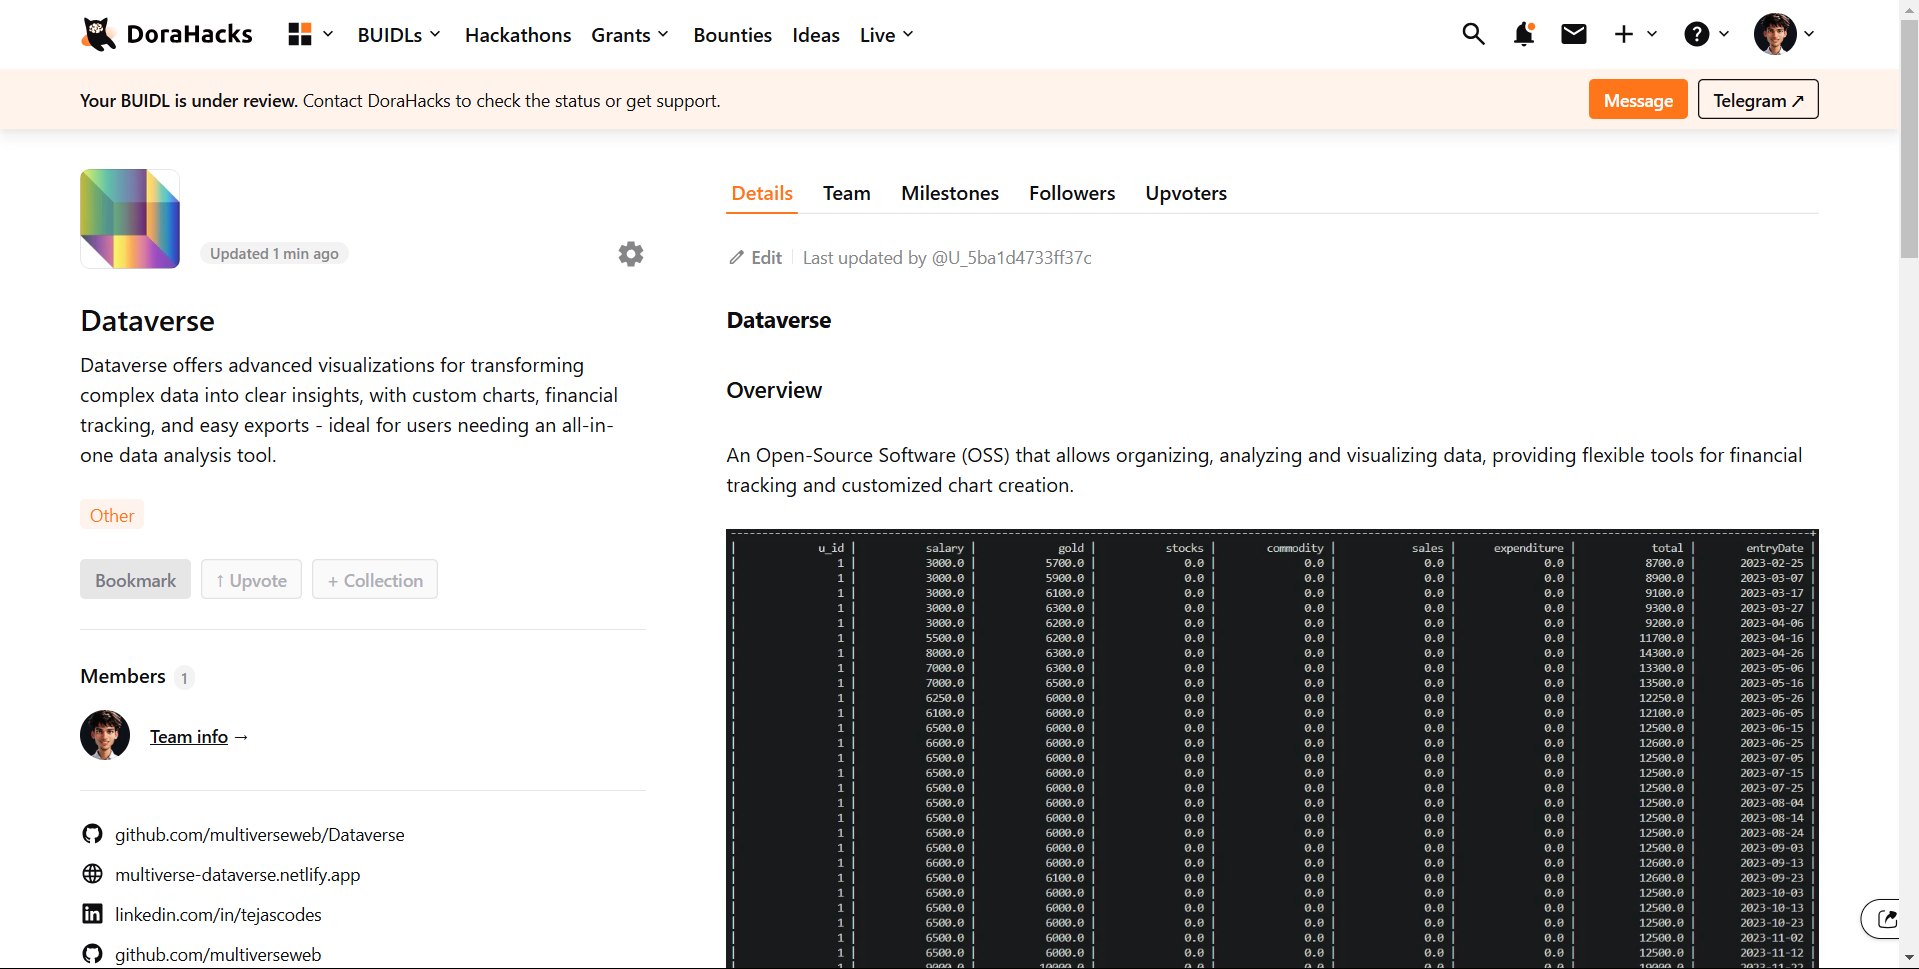 DoraHacks
BUIDLs
Hackathons
Grants
Bounties
Ideas
Live
Your BUIDL is under review. Contact DoraHacks to check the status or get support.
Message
Telegram ↗
Updated 1 min ago
Dataverse
Dataverse offers advanced visualizations for transforming
complex data into clear insights, with custom charts, financial
tracking, and easy exports - ideal for users needing an all-in-
one data analysis tool.
Other
Bookmark
↑ Upvote
+ Collection
Members 1
Team info →
github.com/multiverseweb/Dataverse
multiverse-dataverse.netlify.app
linkedin.com/in/tejascodes
github.com/multiverseweb
Details
Team
Milestones
Followers
Upvoters
Edit
Last updated by @U_5ba1d4733ff37c
Dataverse
Overview
An Open-Source Software (OSS) that allows organizing, analyzing and visualizing data, providing flexible tools for financial
tracking and customized chart creation.
| u_id | salary | gold | stocks | commodity | sales | expenditure | total | entryDate |
| 1 | 3000.0 | 5700.0 | 0.0 | 0.0 | 0.0 | 0.0 | 8700.0 | 2023-02-25 |
| 1 | 3000.0 | 5900.0 | 0.0 | 0.0 | 0.0 | 0.0 | 8900.0 | 2023-03-07 |
| 1 | 3000.0 | 6100.0 | 0.0 | 0.0 | 0.0 | 0.0 | 9100.0 | 2023-03-17 |
| 1 | 3000.0 | 6300.0 | 0.0 | 0.0 | 0.0 | 0.0 | 9300.0 | 2023-03-27 |
| 1 | 3000.0 | 6200.0 | 0.0 | 0.0 | 0.0 | 0.0 | 9200.0 | 2023-04-06 |
| 1 | 5500.0 | 6200.0 | 0.0 | 0.0 | 0.0 | 0.0 | 11700.0 | 2023-04-16 |
| 1 | 8000.0 | 6300.0 | 0.0 | 0.0 | 0.0 | 0.0 | 14300.0 | 2023-04-26 |
| 1 | 7000.0 | 6300.0 | 0.0 | 0.0 | 0.0 | 0.0 | 13300.0 | 2023-05-06 |
| 1 | 7000.0 | 6500.0 | 0.0 | 0.0 | 0.0 | 0.0 | 13500.0 | 2023-05-16 |
| 1 | 6250.0 | 6000.0 | 0.0 | 0.0 | 0.0 | 0.0 | 12250.0 | 2023-05-26 |
| 1 | 6100.0 | 6000.0 | 0.0 | 0.0 | 0.0 | 0.0 | 12100.0 | 2023-06-05 |
| 1 | 6500.0 | 6000.0 | 0.0 | 0.0 | 0.0 | 0.0 | 12500.0 | 2023-06-15 |
| 1 | 6600.0 | 6000.0 | 0.0 | 0.0 | 0.0 | 0.0 | 12600.0 | 2023-06-25 |
| 1 | 6500.0 | 6000.0 | 0.0 | 0.0 | 0.0 | 0.0 | 12500.0 | 2023-07-05 |
| 1 | 6500.0 | 6000.0 | 0.0 | 0.0 | 0.0 | 0.0 | 12500.0 | 2023-07-15 |
| 1 | 6500.0 | 6000.0 | 0.0 | 0.0 | 0.0 | 0.0 | 12500.0 | 2023-07-25 |
| 1 | 6500.0 | 6000.0 | 0.0 | 0.0 | 0.0 | 0.0 | 12500.0 | 2023-08-04 |
| 1 | 6500.0 | 6000.0 | 0.0 | 0.0 | 0.0 | 0.0 | 12500.0 | 2023-08-14 |
| 1 | 6500.0 | 6000.0 | 0.0 | 0.0 | 0.0 | 0.0 | 12500.0 | 2023-08-24 |
| 1 | 6500.0 | 6000.0 | 0.0 | 0.0 | 0.0 | 0.0 | 12500.0 | 2023-09-03 |
| 1 | 6600.0 | 6000.0 | 0.0 | 0.0 | 0.0 | 0.0 | 12600.0 | 2023-09-13 |
| 1 | 6500.0 | 6100.0 | 0.0 | 0.0 | 0.0 | 0.0 | 12600.0 | 2023-09-23 |
| 1 | 6500.0 | 6000.0 | 0.0 | 0.0 | 0.0 | 0.0 | 12500.0 | 2023-10-03 |
| 1 | 6500.0 | 6000.0 | 0.0 | 0.0 | 0.0 | 0.0 | 12500.0 | 2023-10-13 |
| 1 | 6500.0 | 6000.0 | 0.0 | 0.0 | 0.0 | 0.0 | 12500.0 | 2023-10-23 |
| 1 | 6500.0 | 6000.0 | 0.0 | 0.0 | 0.0 | 0.0 | 12500.0 | 2023-11-02 |
| 1 | 6500.0 | 6000.0 | 0.0 | 0.0 | 0.0 | 0.0 | 12500.0 | 2023-11-12 |